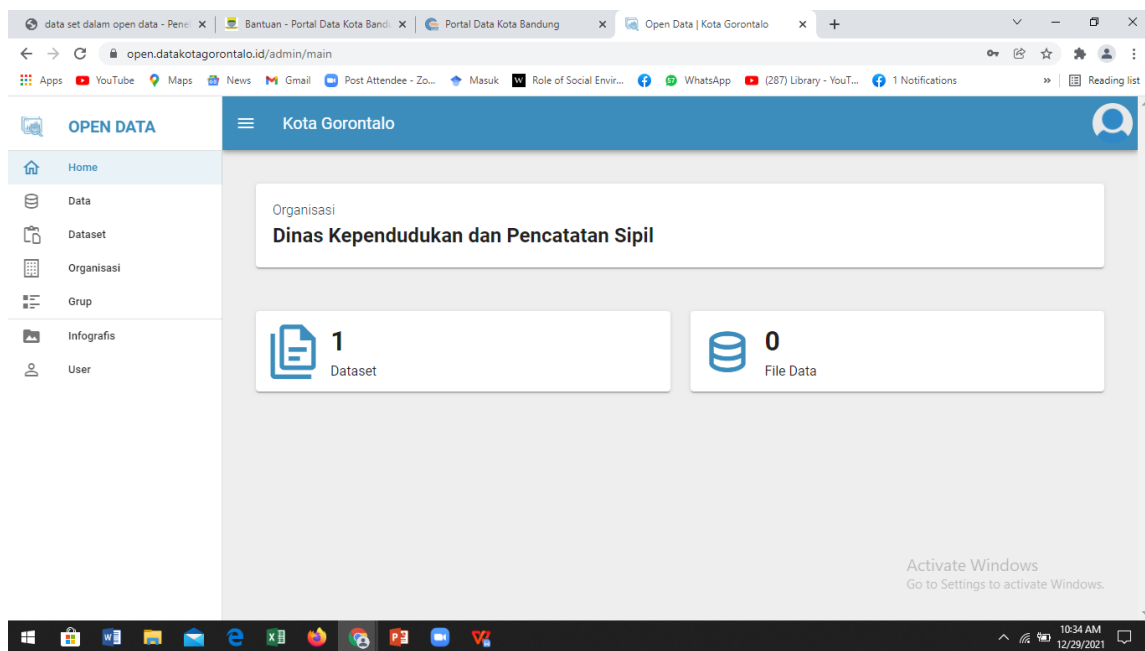 data set dalam open data - Penel
Bantuan - Portal Data Kota Bandu
Portal Data Kota Bandung
Open Data | Kota Gorontalo
open.datakotagorontalo.id/admin/main
Apps YouTube Maps News Gmail Post Attendee - Zo... Masuk Role of Social Envir... WhatsApp (287) Library - YouT... 1 Notifications » Reading list
OPEN DATA
Kota Gorontalo
Home
Data
Dataset
Organisasi
Grup
Infografis
User
Organisasi
Dinas Kependudukan dan Pencatatan Sipil
1
Dataset
0
File Data
Activate Windows
Go to Settings to activate Windows.
10:34 AM
12/29/2021